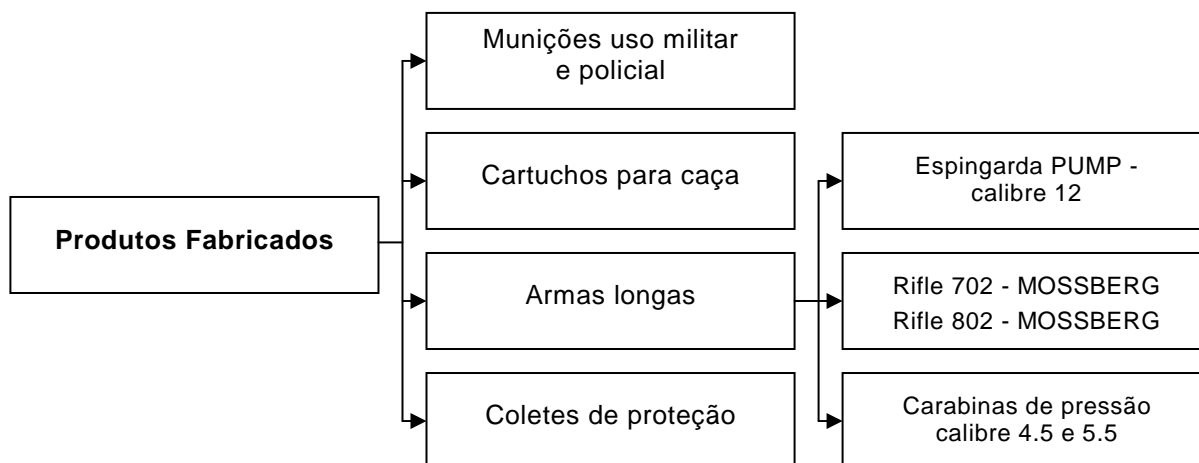 Produtos Fabricados
Munições uso militar
e policial
Cartuchos para caça
Armas longas
Coletes de proteção
Espingarda PUMP -
calibre 12
Rifle 702 - MOSSBERG
Rifle 802 - MOSSBERG
Carabinas de pressão
calibre 4.5 e 5.5